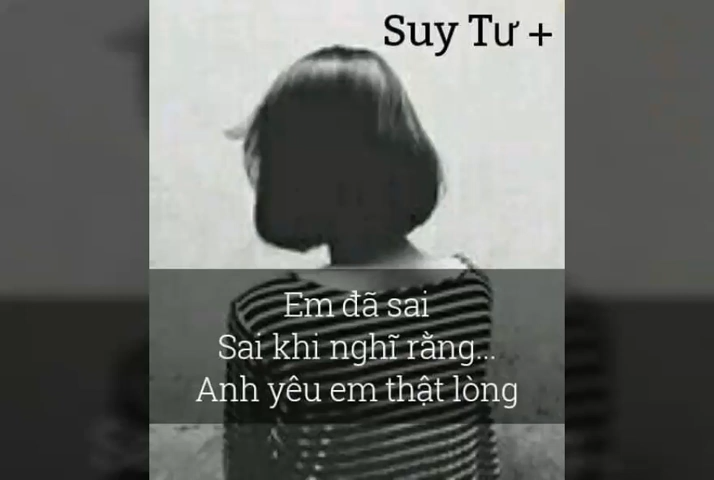 Suy Tư +
Em đã sai
Sai khi nghĩ rằng...
Anh yêu em thật lòng